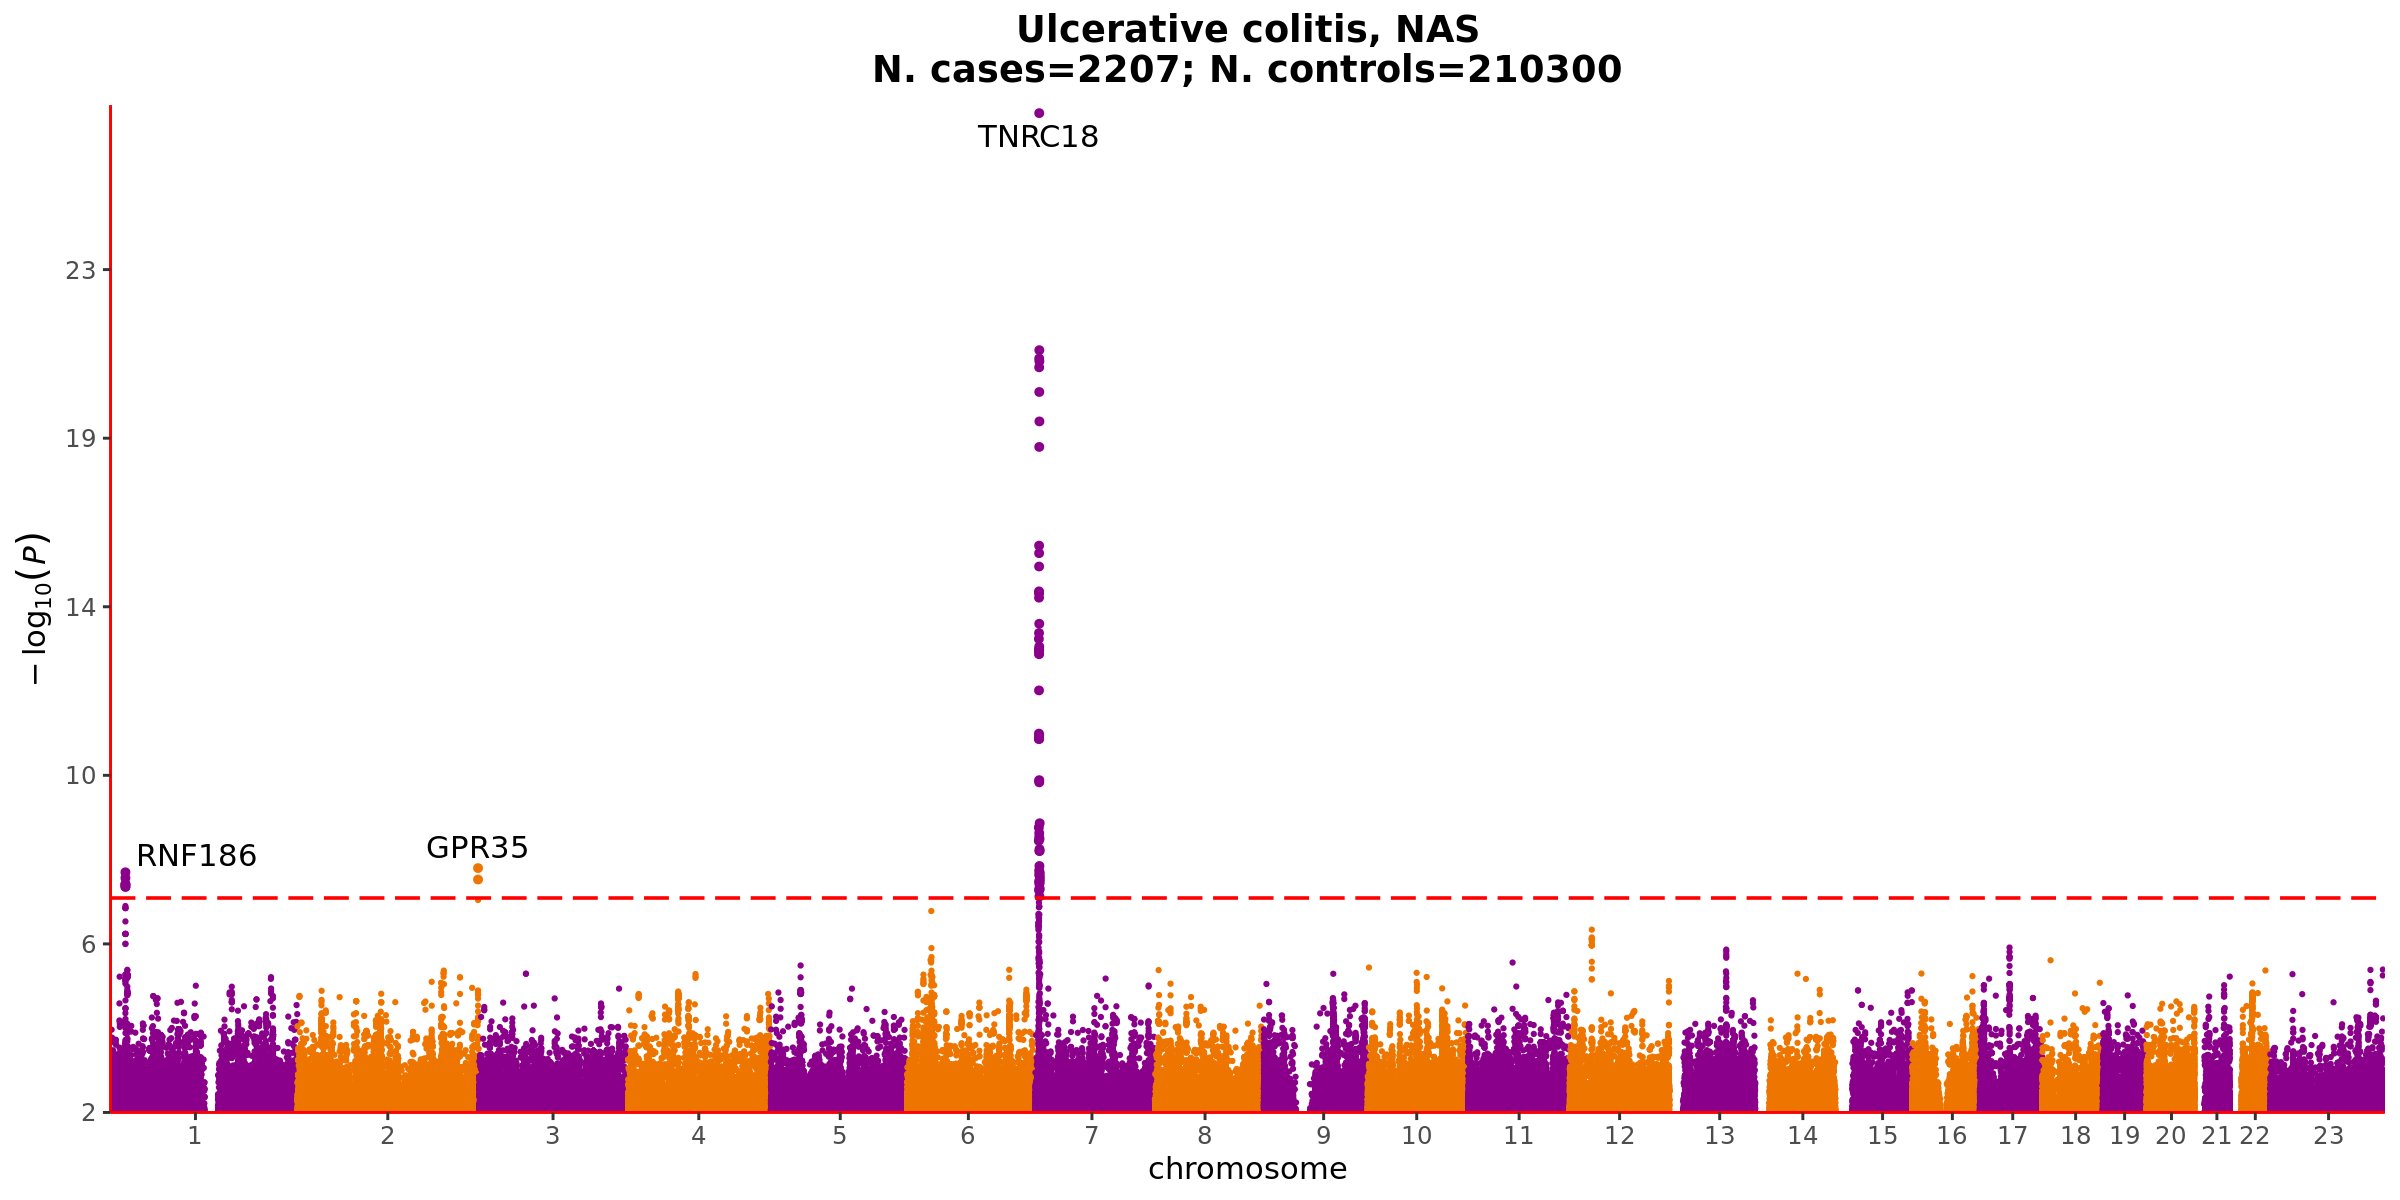 Ulcerative colitis, NAS
N. cases=2207; N. controls=210300
TNRC18
23
19
14
10
6
2
−log10(P)
RNF186
GPR35
1 2 3 4 5 6 7 8 9 10 11 12 13 14 15 16 17 18 19 20 21 22 23
chromosome